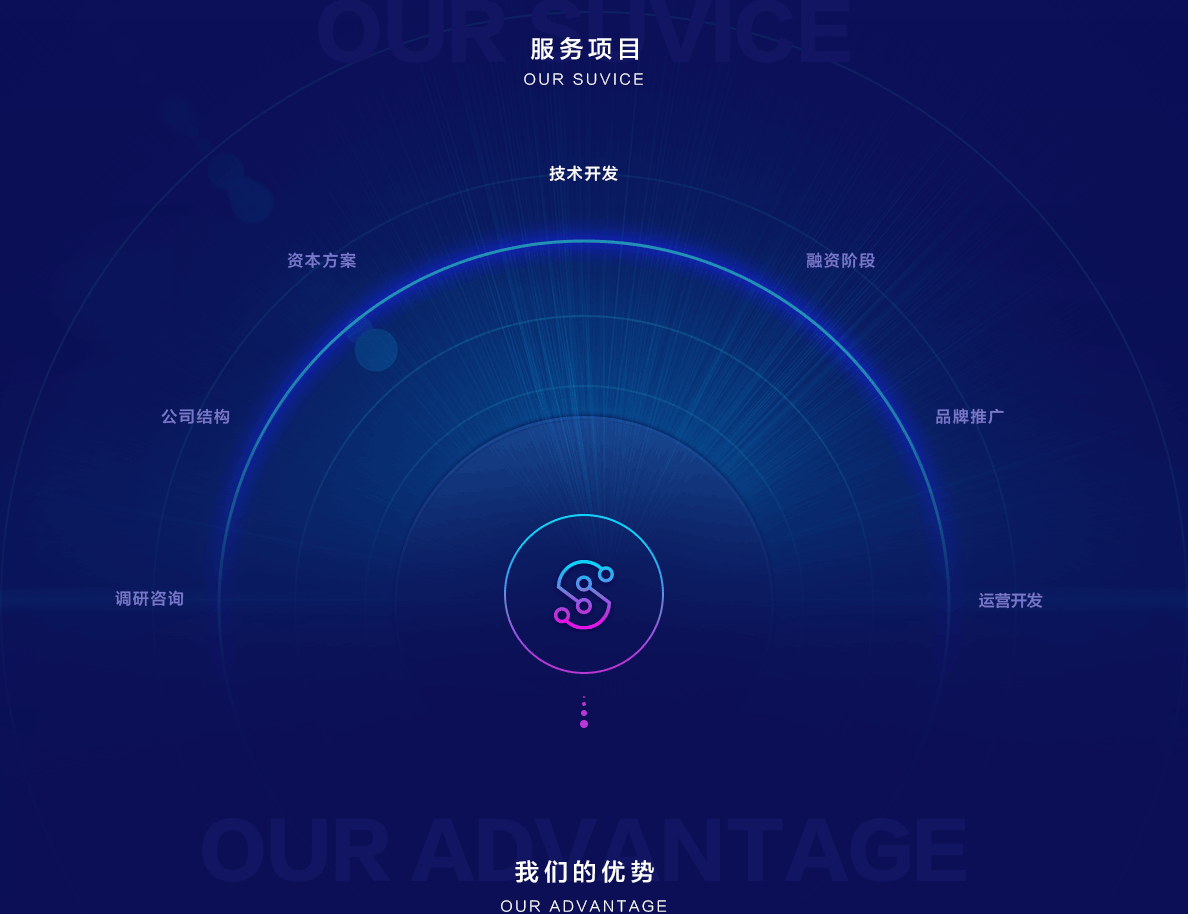 OUR SUVICE
服务项目
OUR SUVICE
技术开发
资本方案
融资阶段
公司结构
品牌推广
调研咨询
运营开发
OUR ADVANTAGE
我们的优势
OUR ADVANTAGE